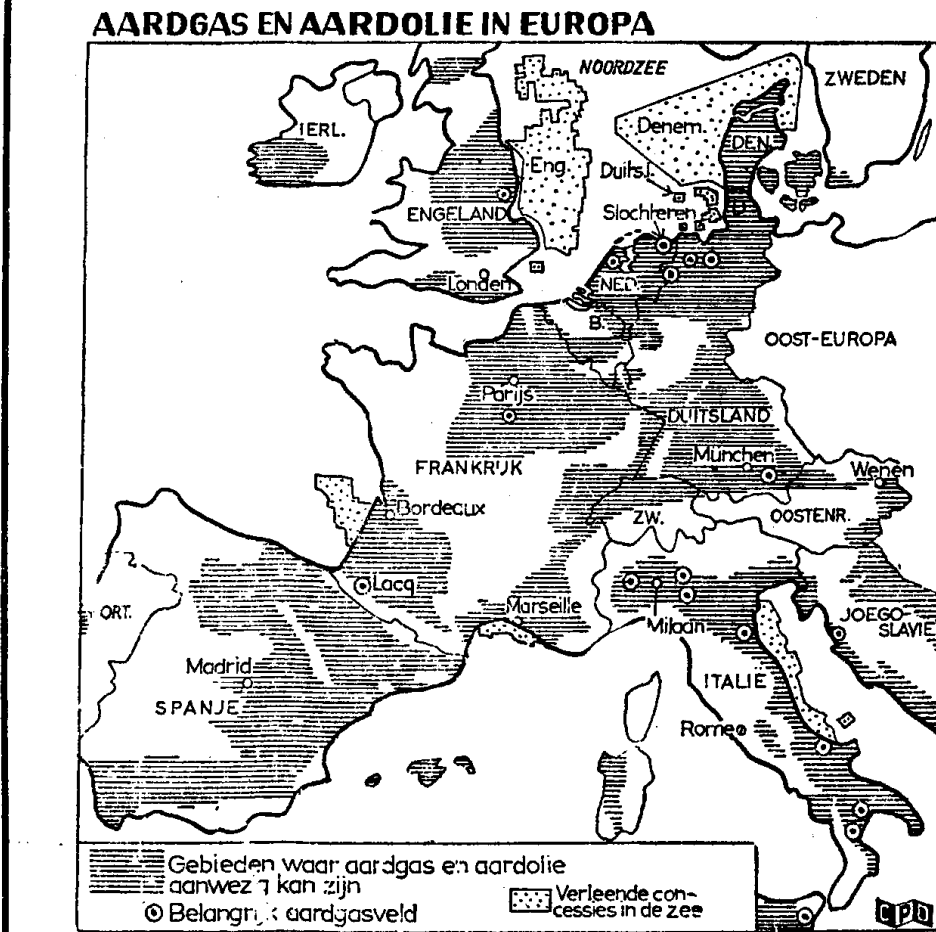 AARDGAS EN AARDOLIE IN EUROPA
NOORDZEE
ZWEDEN
IERL.
Denem.
DEN.
Eng.
Duitsl.
ENGELAND
Slochteren
D.
Londen
NED.
B.
OOST-EUROPA
Parijs
DUITSLAND
München
FRANKRIJK
Wenen
Bordeaux
ZW.
OOSTENR.
Lacq
Marseille
ORT.
JOEGO-
SLAVIE
Milaan
Madrid
ITALIE
SPANJE
Rome
Gebieden waar aardgas en aardolie
aanwezig kan zijn
Belangrijk aardgasveld
Verleende con-
cessies in de zee
CPD